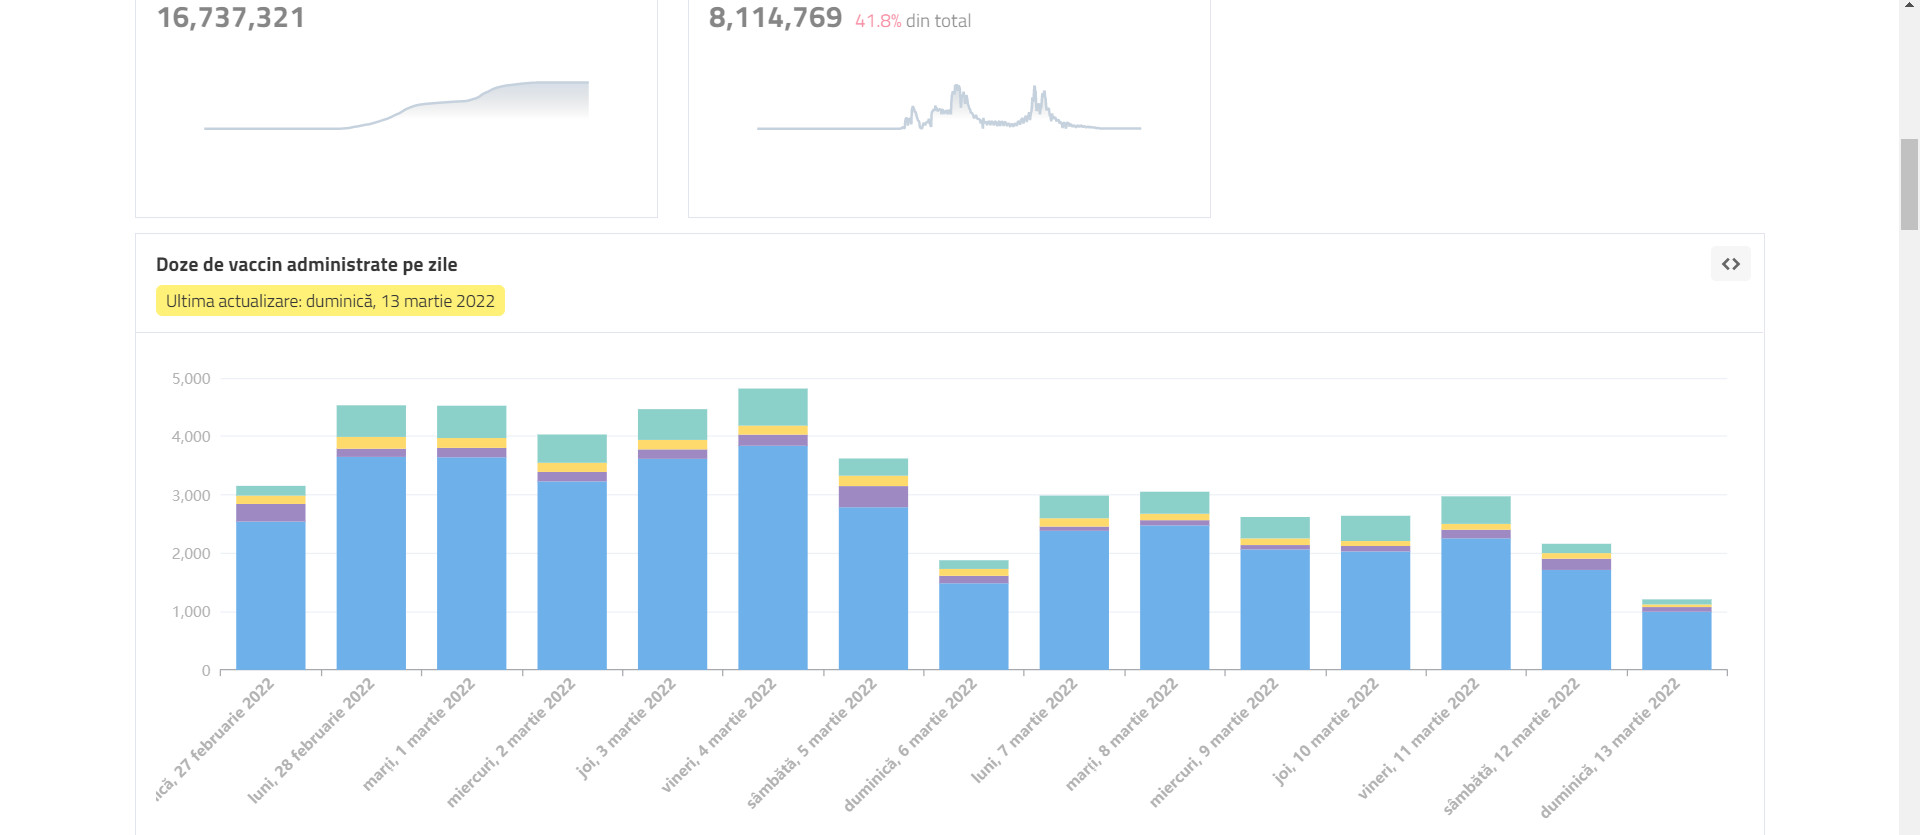 16,737,321
8,114,769 41.8% din total
Doze de vaccin administrate pe zile
Ultima actualizare: duminică, 13 martie 2022
5,000
4,000
3,000
2,000
1,000
0
ică, 27 februarie 2022
luni, 28 februarie 2022
marți, 1 martie 2022
miercuri, 2 martie 2022
joi, 3 martie 2022
vineri, 4 martie 2022
sâmbătă, 5 martie 2022
duminică, 6 martie 2022
luni, 7 martie 2022
marți, 8 martie 2022
miercuri, 9 martie 2022
joi, 10 martie 2022
vineri, 11 martie 2022
sâmbătă, 12 martie 2022
duminică, 13 martie 2022